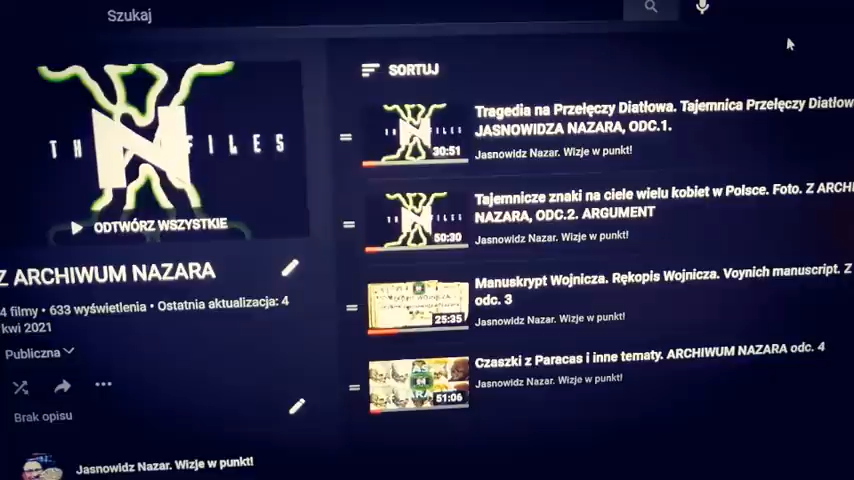 Szukaj
TH N FILES
ODTWÓRZ WSZYSTKIE
Z ARCHIWUM NAZARA
4 filmy • 633 wyświetlenia • Ostatnia aktualizacja: 4
kwi 2021
Publiczna
Brak opisu
Jasnowidz Nazar. Wizje w punkt!
SORTUJ
TH N FILES
30:51
Tragedia na Przełęczy Diatłowa. Tajemnica Przełęczy Diatłow
JASNOWIDZA NAZARA, ODC.1.
Jasnowidz Nazar. Wizje w punkt!
TH N FILES
50:30
Tajemnicze znaki na ciele wielu kobiet w Polsce. Foto. Z ARCHI
NAZARA, ODC.2. ARGUMENT
Jasnowidz Nazar. Wizje w punkt!
25:35
Manuskrypt Wojnicza. Rękopis Wojnicza. Voynich manuscript. Z
odc. 3
Jasnowidz Nazar. Wizje w punkt!
51:06
Czaszki z Paracas i inne tematy. ARCHIWUM NAZARA odc. 4
Jasnowidz Nazar. Wizje w punkt!